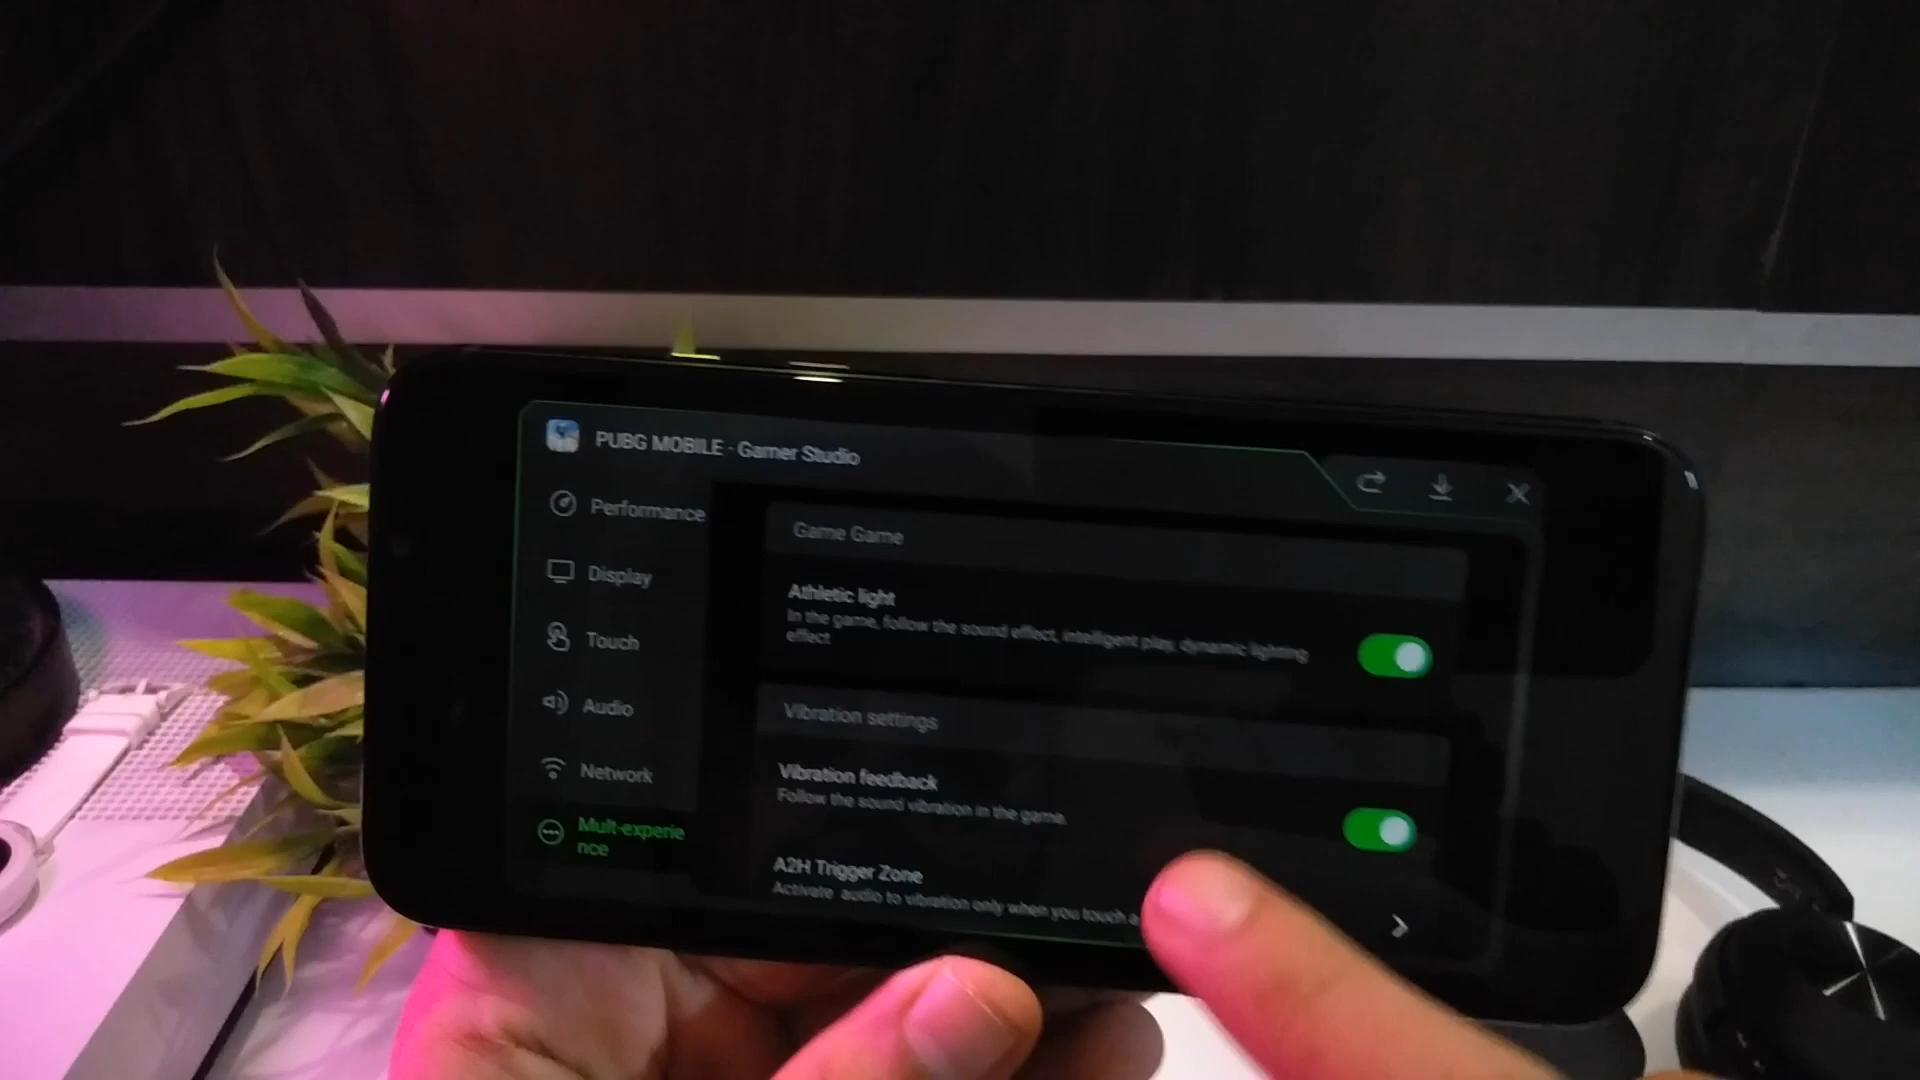 PUBG MOBILE - Gamer Studio
Performance
Display
Touch
Audio
Network
Mult-experie
nce
Game Game
Athletic light
In the game, follow the sound effect, intelligent play, dynamic lighting
effect
Vibration settings
Vibration feedback
Follow the sound vibration in the game.
A2H Trigger Zone
Activate audio to vibration only when you touch a